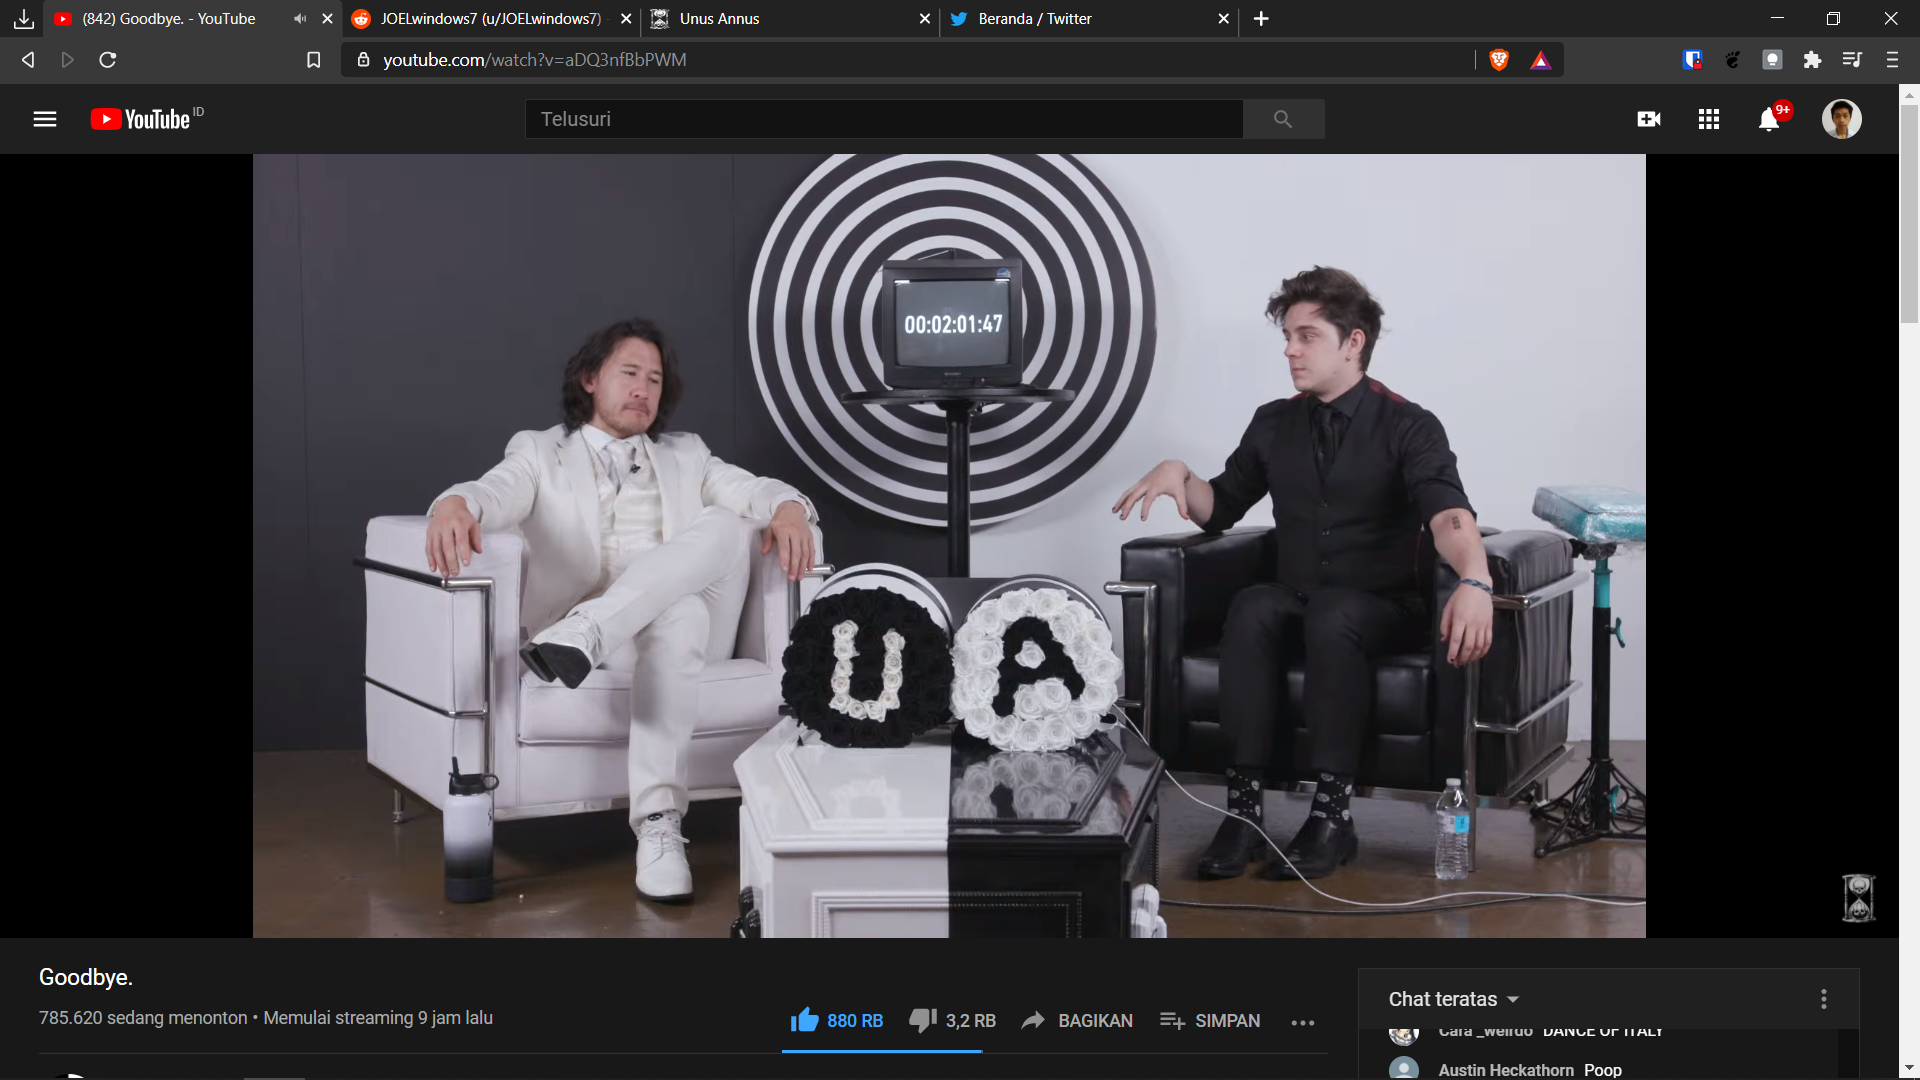 (842) Goodbye. - YouTube
JOELwindows7 (u/JOELwindows7) -
Unus Annus
Beranda / Twitter
youtube.com/watch?v=aDQ3nfBbPWM
YouTube ID
Telusuri
9+
00:02:01:47
U A
Goodbye.
785.620 sedang menonton • Memulai streaming 9 jam lalu
880 RB
3,2 RB
BAGIKAN
SIMPAN
Chat teratas
Cara _weirdo DANCE OF ITALY
Austin Heckathorn Poop